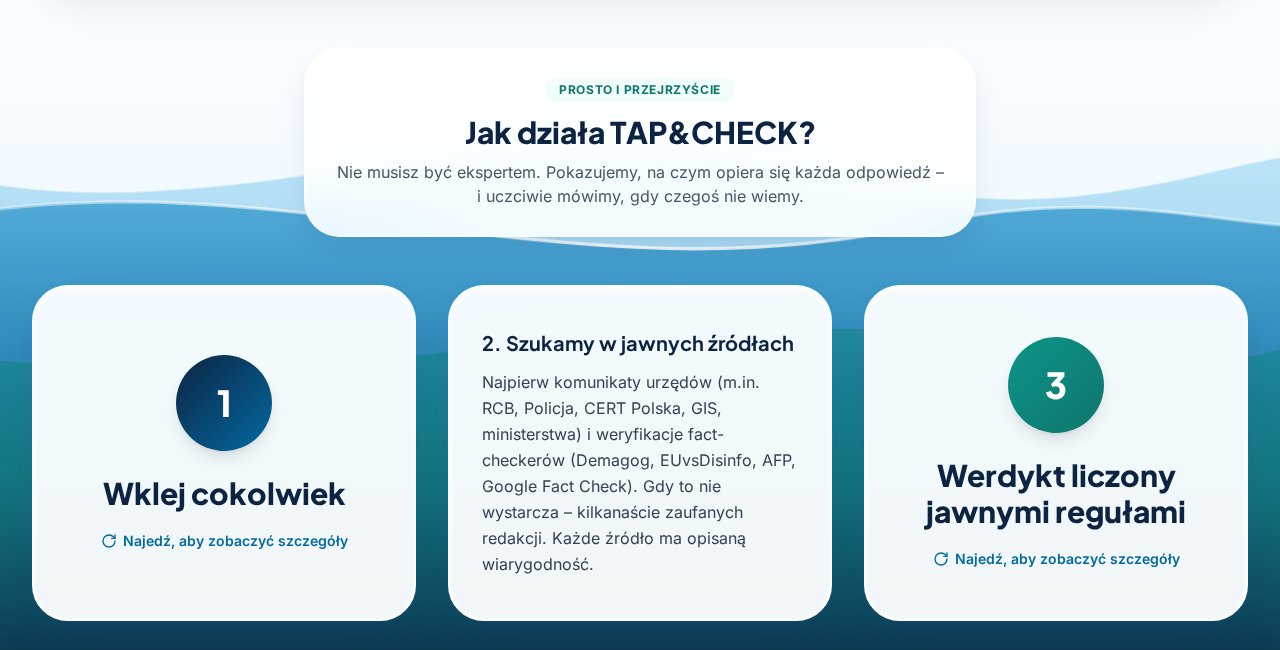 PROSTO I PRZEJRZYŚCIE
Jak działa TAP&CHECK?
Nie musisz być ekspertem. Pokazujemy, na czym opiera się każda odpowiedź –
i uczciwie mówimy, gdy czegoś nie wiemy.
1
Wklej cokolwiek
Najedź, aby zobaczyć szczegóły
2. Szukamy w jawnych źródłach
Najpierw komunikaty urzędów (m.in.
RCB, Policja, CERT Polska, GIS,
ministerstwa) i weryfikacje fact-
checkerów (Demagog, EUvsDisinfo, AFP,
Google Fact Check). Gdy to nie
wystarcza – kilkanaście zaufanych
redakcji. Każde źródło ma opisaną
wiarygodność.
3
Werdykt liczony
jawnymi regułami
Najedź, aby zobaczyć szczegóły